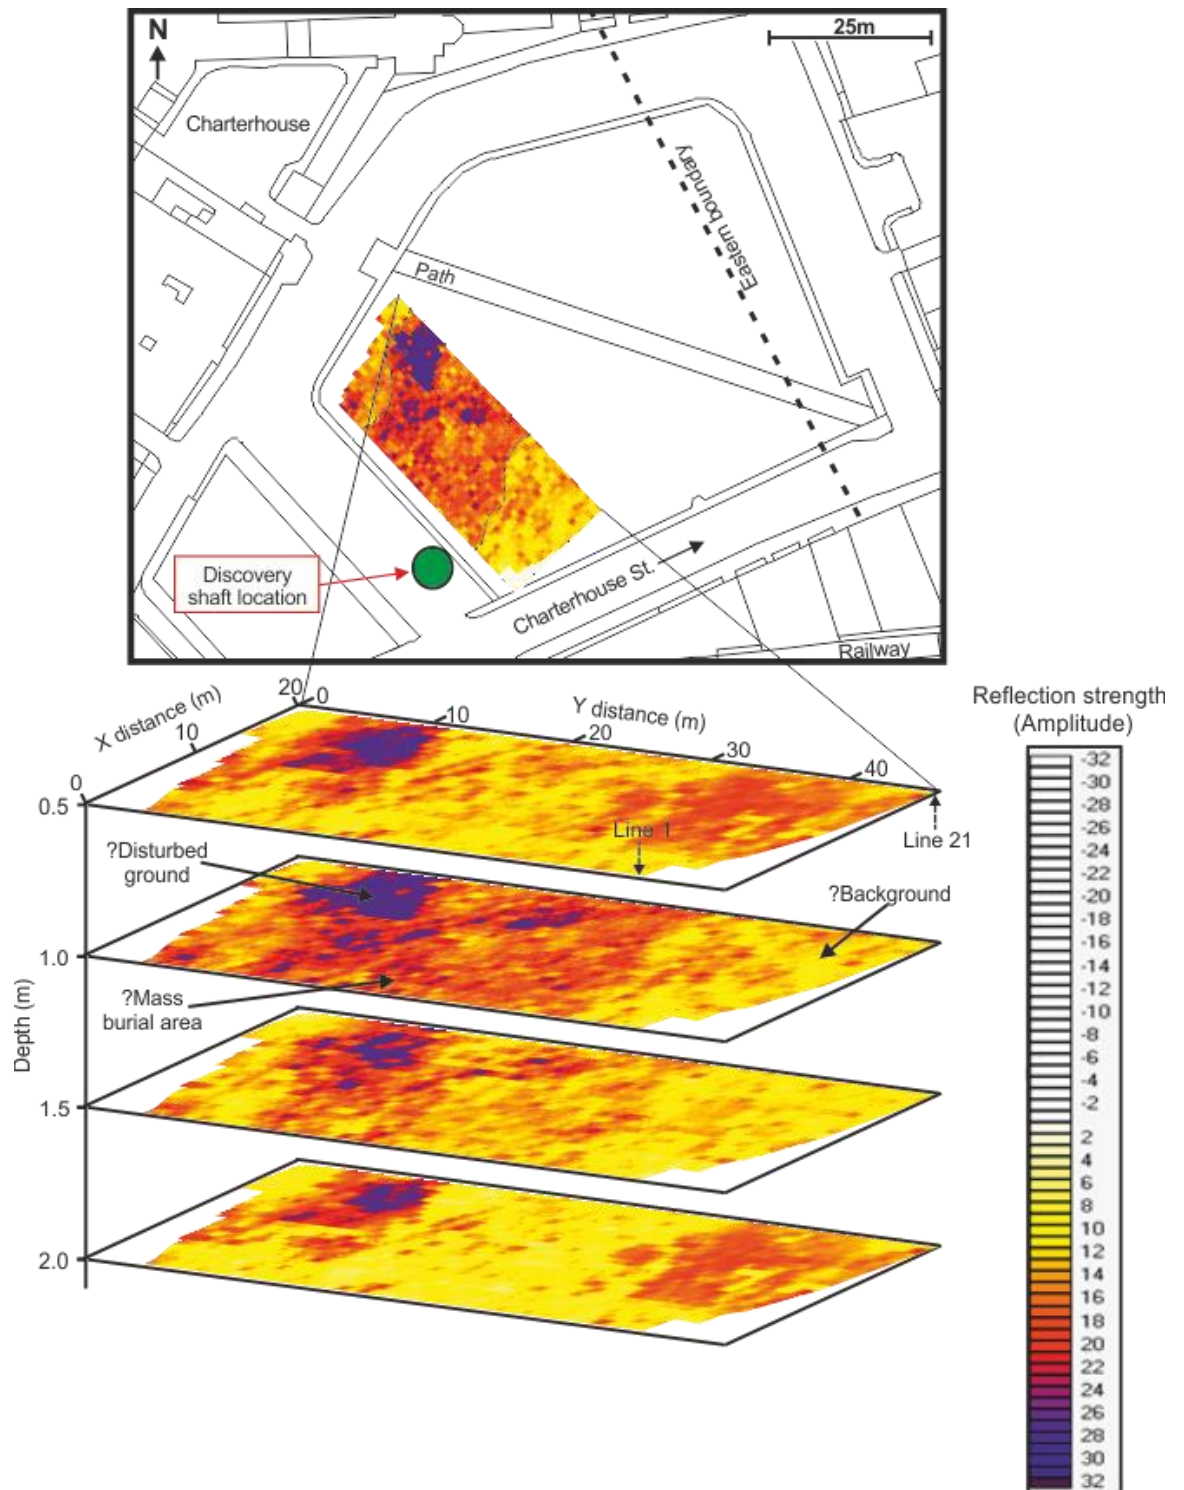 N
25m
Charterhouse
Eastern boundary
Path
Discovery
shaft location
Charterhouse St.
Railway
X distance (m)
20
10
0
0
10
20
30
40
Y distance (m)
Reflection strength
(Amplitude)
0.5
Line 1
Line 21
?Disturbed
ground
?Background
1.0
?Mass
burial area
Depth (m)
1.5
2.0
-32
-30
-28
-26
-24
-22
-20
-18
-16
-14
-12
-10
-8
-6
-4
-2
2
4
6
8
10
12
14
16
18
20
22
24
26
28
30
32